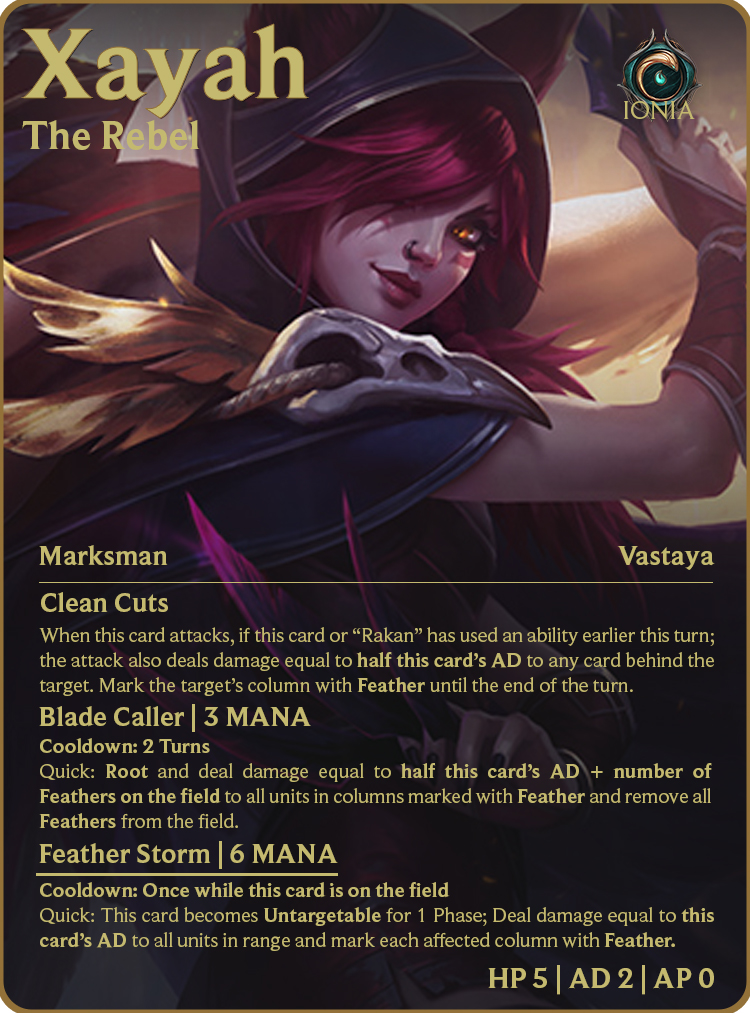 Xayah
The Rebel
IONIA
Marksman
Vastaya
Clean Cuts
When this card attacks, if this card or “Rakan” has used an ability earlier this turn;
the attack also deals damage equal to half this card’s AD to any card behind the
target. Mark the target’s column with Feather until the end of the turn.
Blade Caller | 3 MANA
Cooldown: 2 Turns
Quick: Root and deal damage equal to half this card’s AD + number of
Feathers on the field to all units in columns marked with Feather and remove all
Feathers from the field.
Feather Storm | 6 MANA
Cooldown: Once while this card is on the field
Quick: This card becomes Untargetable for 1 Phase; Deal damage equal to this
card’s AD to all units in range and mark each affected column with Feather.
HP 5 | AD 2 | AP 0